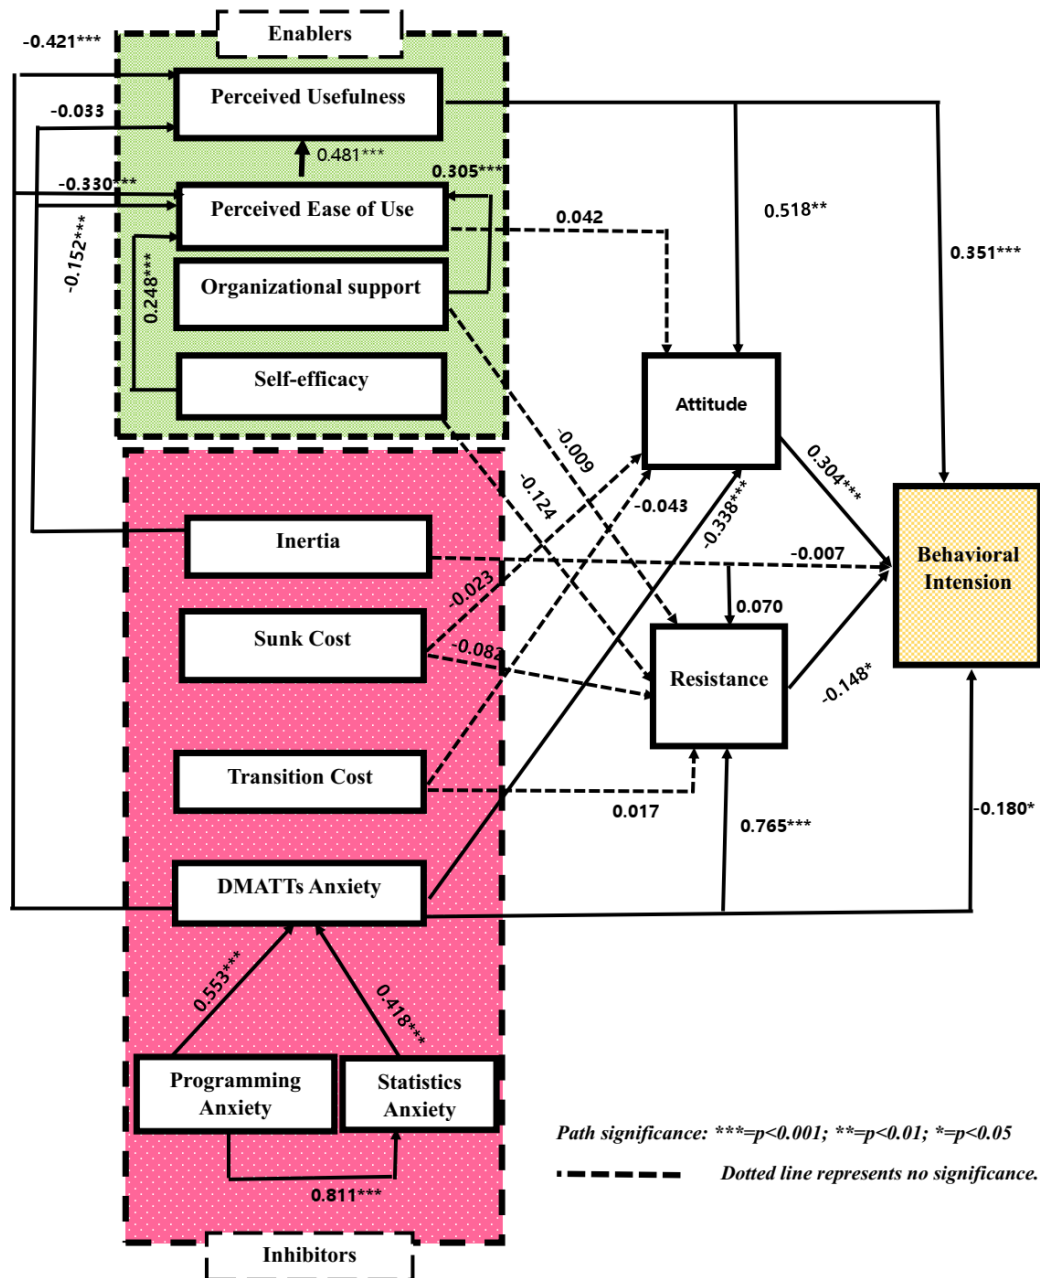 Enablers
-0.421***
Perceived Usefulness
-0.033
0.481***
0.305***
-0.330***
Perceived Ease of Use
0.042
0.518**
-0.152***
0.351***
0.248***
Organizational support
Self-efficacy
Attitude
-0.009
0.304***
-0.124
-0.043
-0.338***
Inertia
-0.007
Behavioral
Intension
-0.023
0.070
Sunk Cost
-0.082
Resistance
-0.148*
Transition Cost
0.017
0.765***
-0.180*
DMATTs Anxiety
0.553***
0.418***
Programming
Anxiety
Statistics
Anxiety
Path significance: ***=p<0.001; **=p<0.01; *=p<0.05
Dotted line represents no significance.
0.811***
Inhibitors